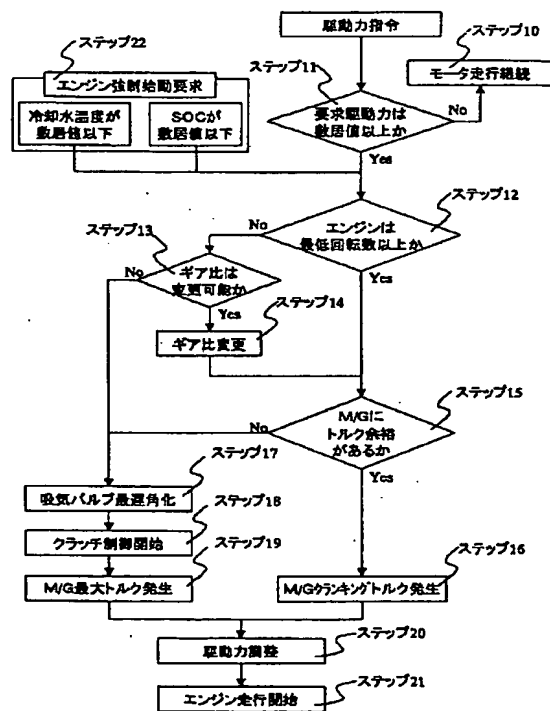 駆動力指令
ステップ10
モータ走行継続
ステップ11
要求駆動力は
敷居値以上か
No
Yes
ステップ22
エンジン強制始動要求
冷却水温度が
敷居値以下
SOCが
敷居値以下
ステップ12
エンジンは
最低回転数以上か
No
Yes
ステップ13
ギア比は
変更可能か
No
Yes
ステップ14
ギア比変更
ステップ15
M/Gに
トルク余裕
があるか
No
Yes
ステップ17
吸気バルブ最遅角化
ステップ18
クラッチ制御開始
ステップ19
M/G最大トルク発生
ステップ16
M/Gクランキングトルク発生
ステップ20
駆動力調整
ステップ21
エンジン走行開始